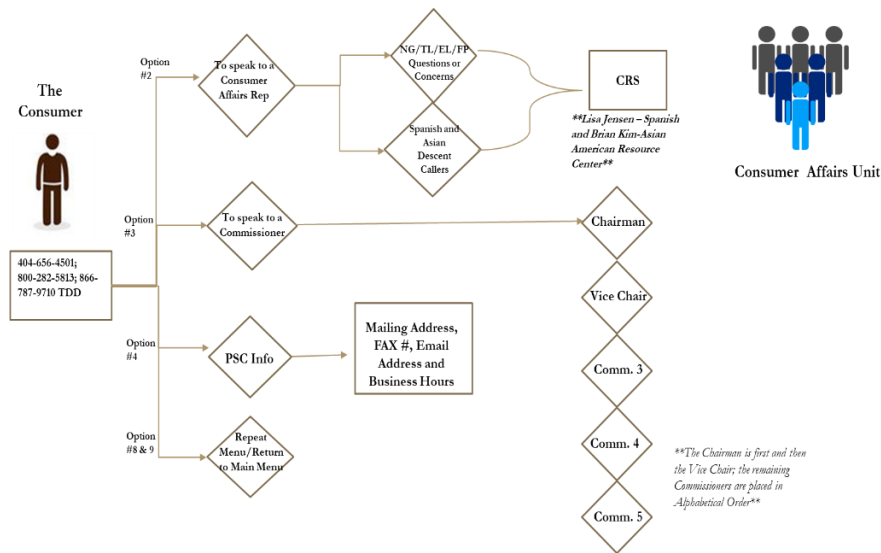 The
Consumer
404-656-4501;
800-282-5813; 866-
787-9710 TDD
Option
#2
To speak to a
Consumer
Affairs Rep
NG/TL/EL/FP
Questions or
Concerns
Spanish and
Asian
Descent
Callers
CRS
**Lisa Jensen – Spanish
and Brian Kim-Asian
American Resource
Center**
Consumer Affairs Unit
Option
#3
To speak to a
Commissioner
Chairman
Vice Chair
Comm. 3
Comm. 4
Comm. 5
Option
#4
PSC Info
Mailing Address,
FAX #, Email
Address and
Business Hours
Option
#8 & 9
Repeat
Menu/Return
to Main Menu
**The Chairman is first and then
the Vice Chair; the remaining
Commissioners are placed in
Alphabetical Order**